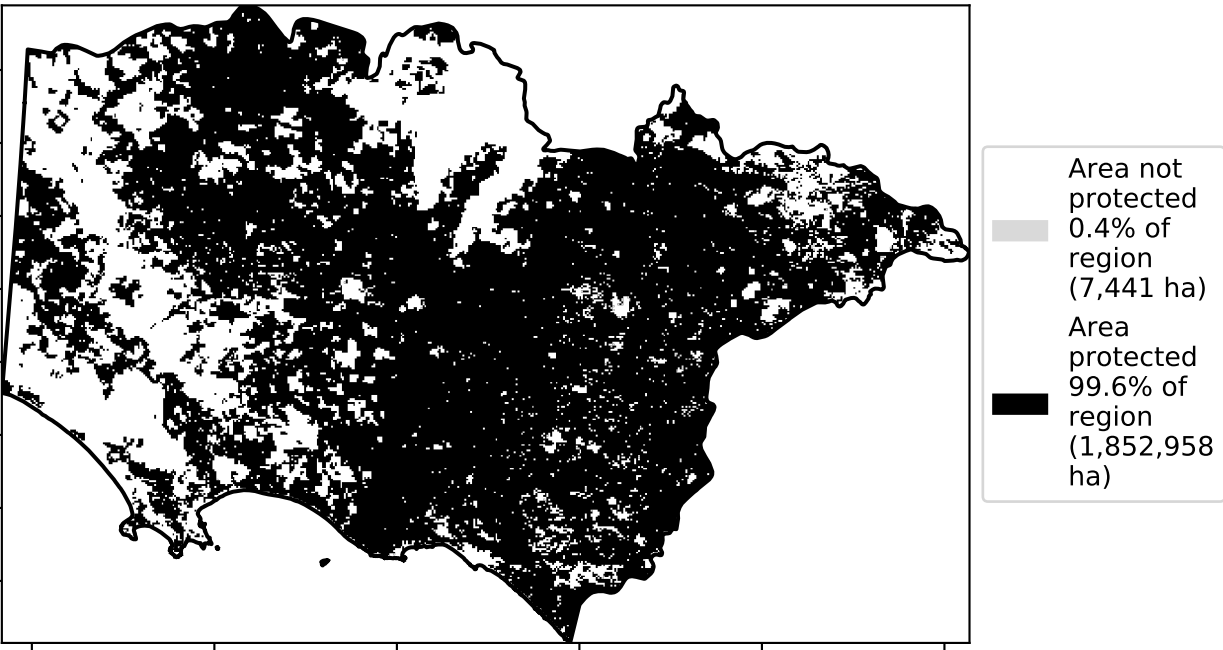 Area not
protected
0.4% of
region
(7,441 ha)
Area
protected
99.6% of
region
(1,852,958
ha)